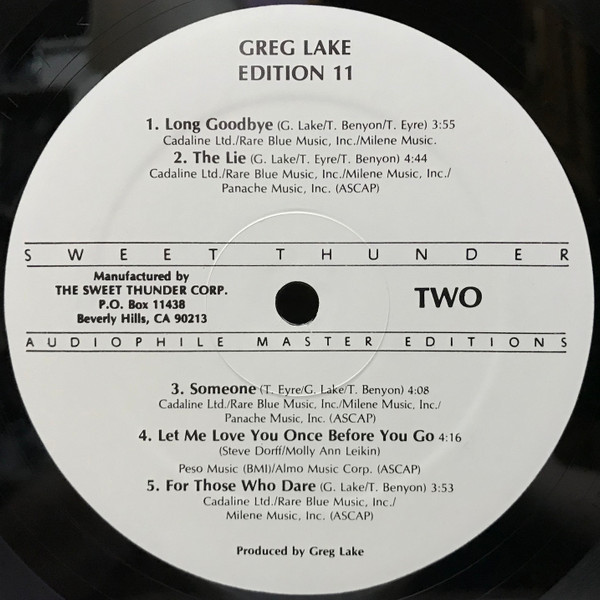 GREG LAKE
EDITION 11
1. Long Goodbye (G. Lake/T. Benyon/T. Eyre) 3:55
Cadaline Ltd./Rare Blue Music, Inc./Milene Music.
2. The Lie (G. Lake/T. Eyre/T. Benyon) 4:44
Cadaline Ltd./Rare Blue Music, Inc./Milene Music, Inc./
Panache Music, Inc. (ASCAP)
SWEET THUNDER
Manufactured by
THE SWEET THUNDER CORP.
P.O. Box 11438
Beverly Hills, CA 90213
TWO
AUDIOPHILE MASTER EDITIONS
3. Someone (T. Eyre/G. Lake/T. Benyon) 4:08
Cadaline Ltd./Rare Blue Music, Inc./Milene Music, Inc./
Panache Music, Inc. (ASCAP)
4. Let Me Love You Once Before You Go 4:16
(Steve Dorff/Molly Ann Leikin)
Peso Music (BMI)/Almo Music Corp. (ASCAP)
5. For Those Who Dare (G. Lake/T. Benyon) 3:53
Cadaline Ltd./Rare Blue Music, Inc./
Milene Music, Inc. (ASCAP)
Produced by Greg Lake